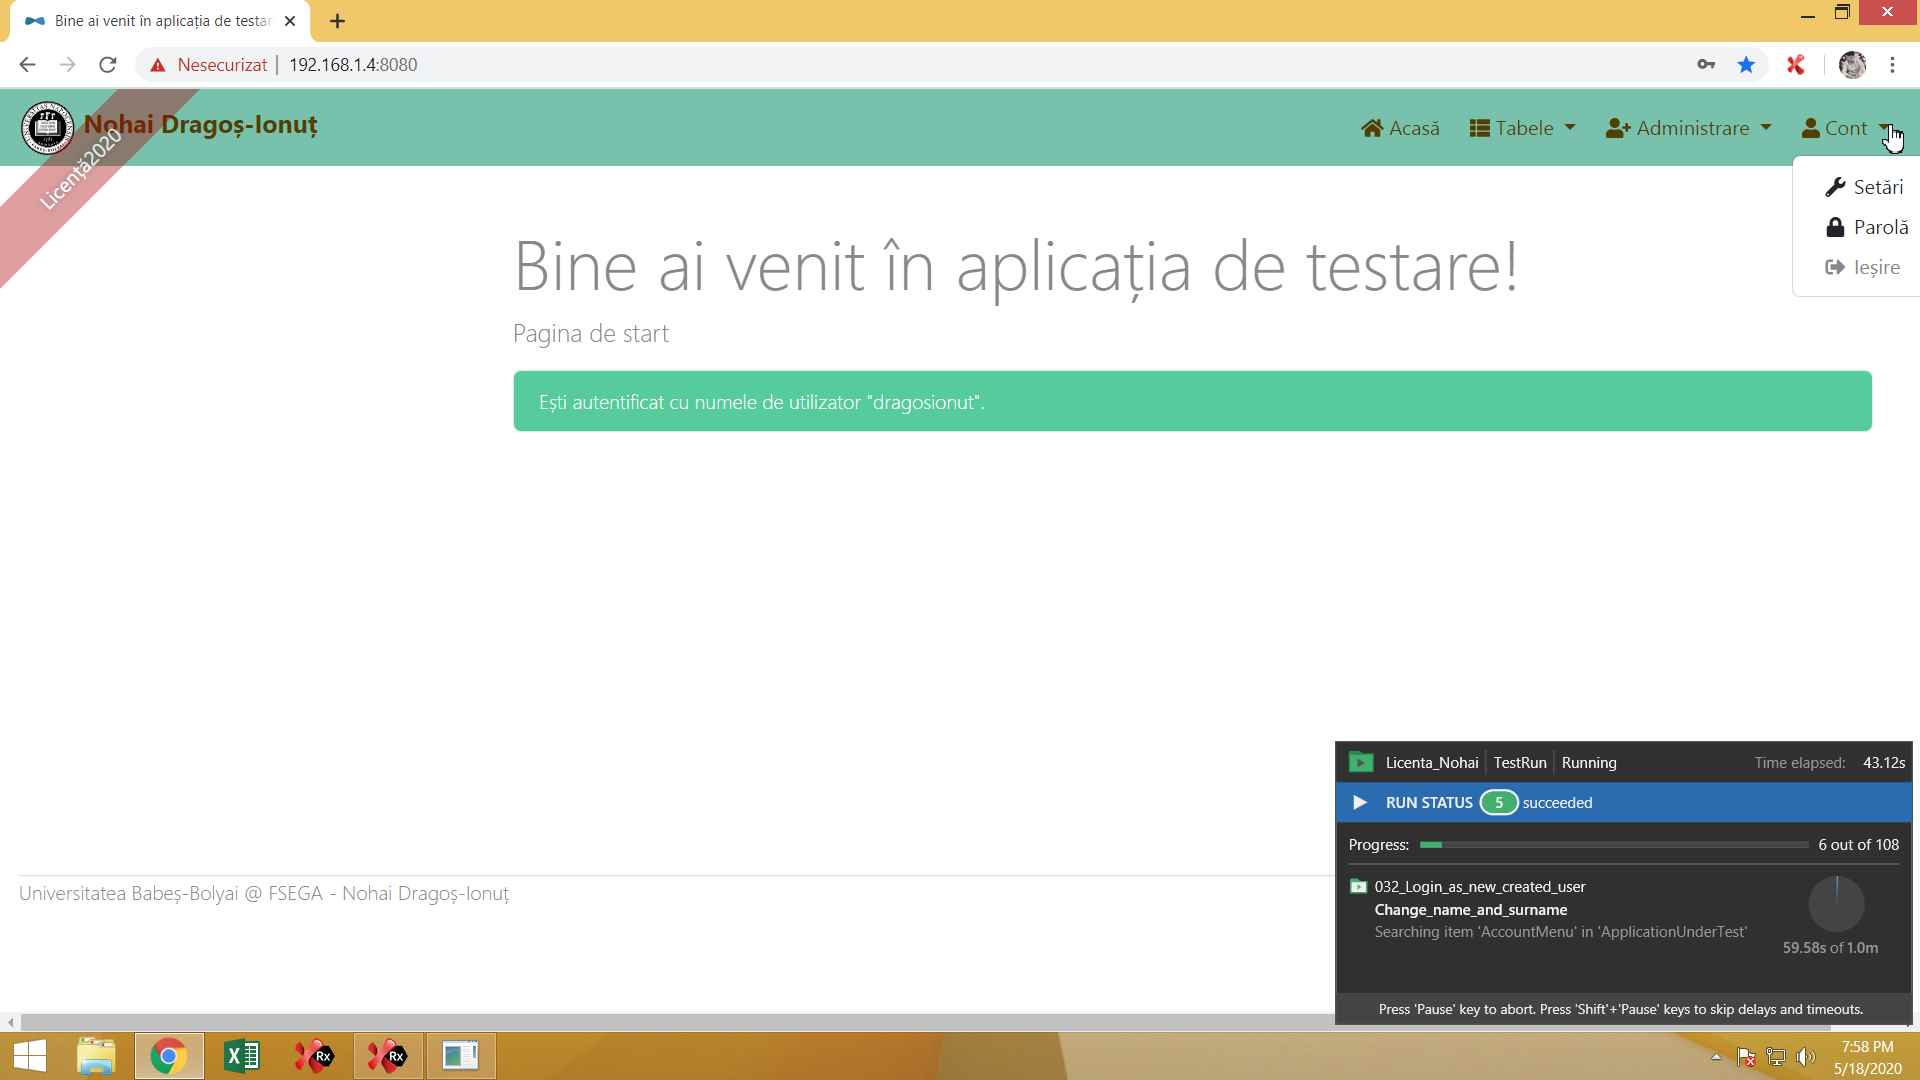 Bine ai venit în aplicația de testar
Nesecurizat 192.168.1.4:8080
Nohai Dragoș-Ionuț
Licență2020
Acasă Tabele Administrare Cont
Setări
Parolă
Ieșire
Bine ai venit în aplicația de testare!
Pagina de start
Ești autentificat cu numele de utilizator "dragosionut".
Universitatea Babeș-Bolyai @ FSEGA - Nohai Dragoș-Ionuț
Licenta_Nohai TestRun Running Time elapsed: 43.12s
RUN STATUS 5 succeeded
Progress: 6 out of 108
032_Login_as_new_created_user
Change_name_and_surname
Searching item 'AccountMenu' in 'ApplicationUnderTest'
59.58s of 1.0m
Press 'Pause' key to abort. Press 'Shift'+'Pause' keys to skip delays and timeouts.
Rx
Rx
7:58 PM
5/18/2020